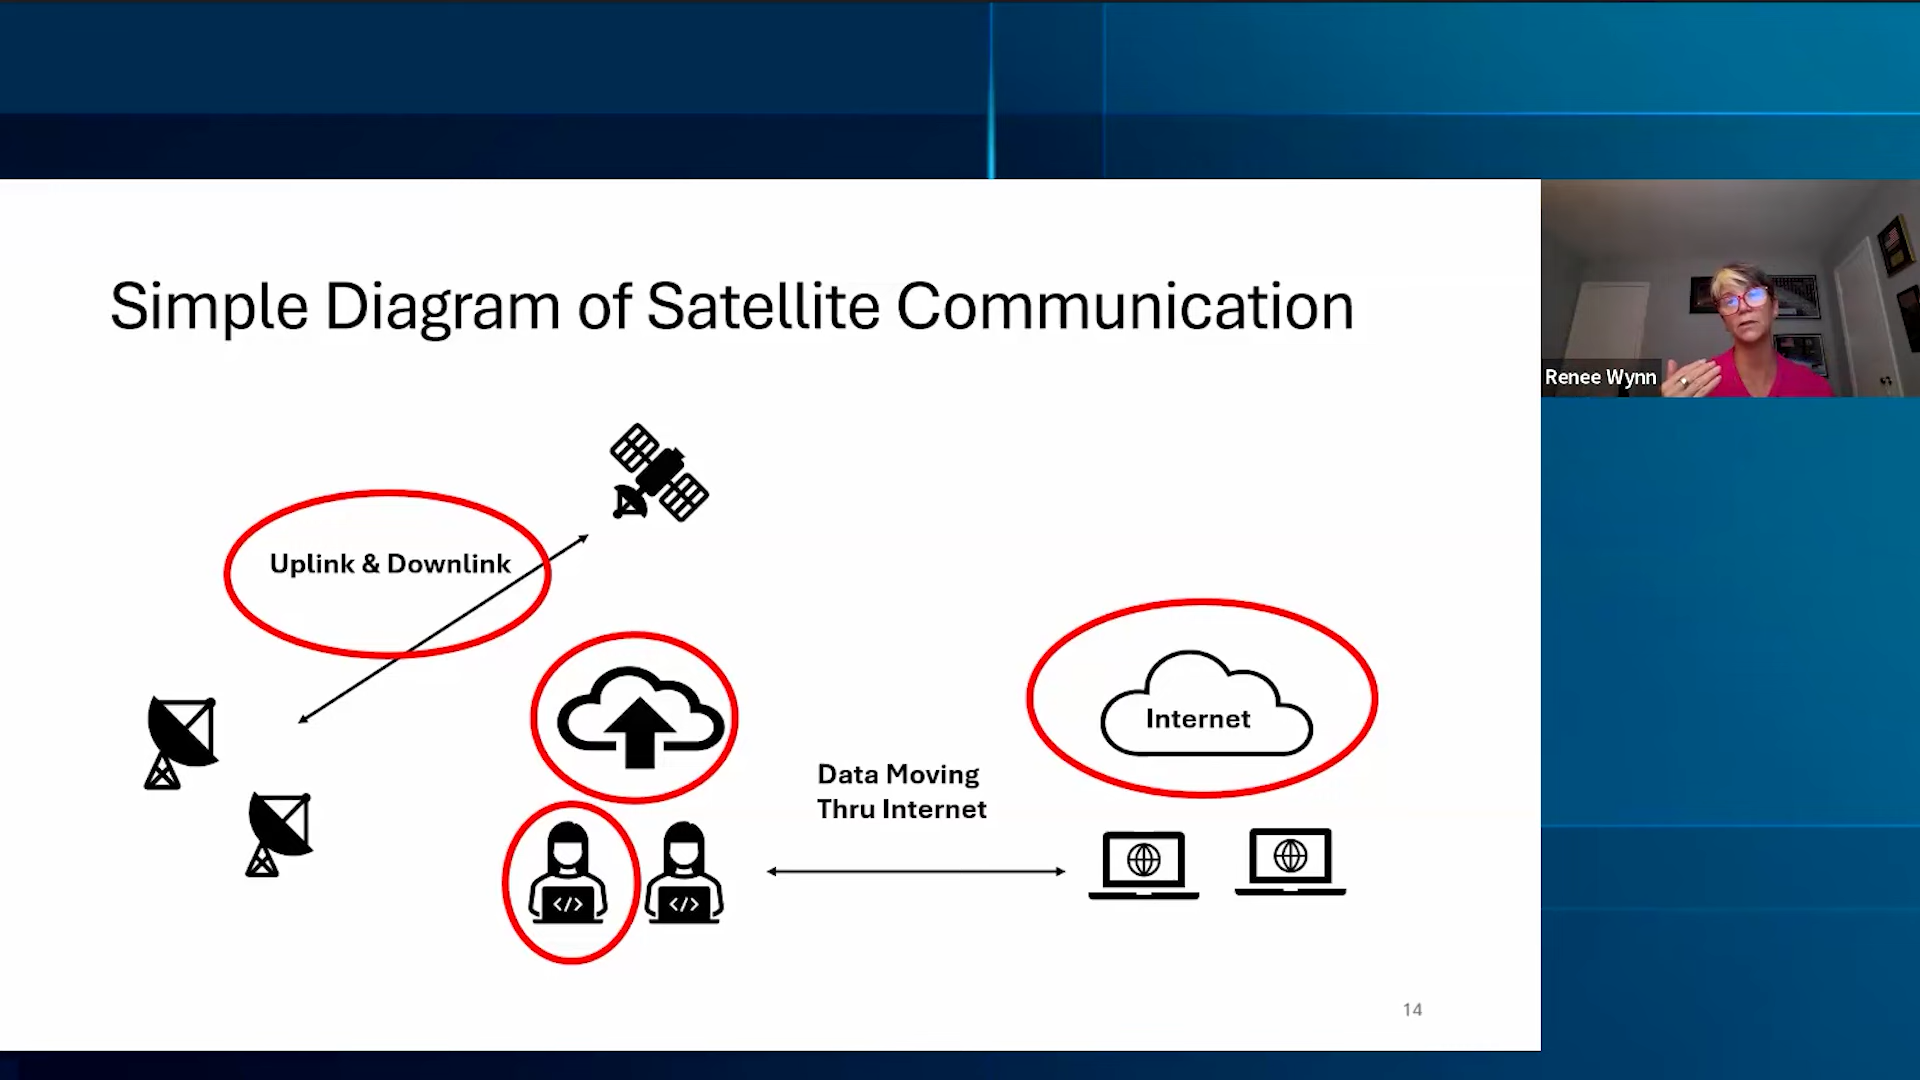 Simple Diagram of Satellite Communication
Renee Wynn
Uplink & Downlink
Internet
Data Moving
Thru Internet
</>
</>
14